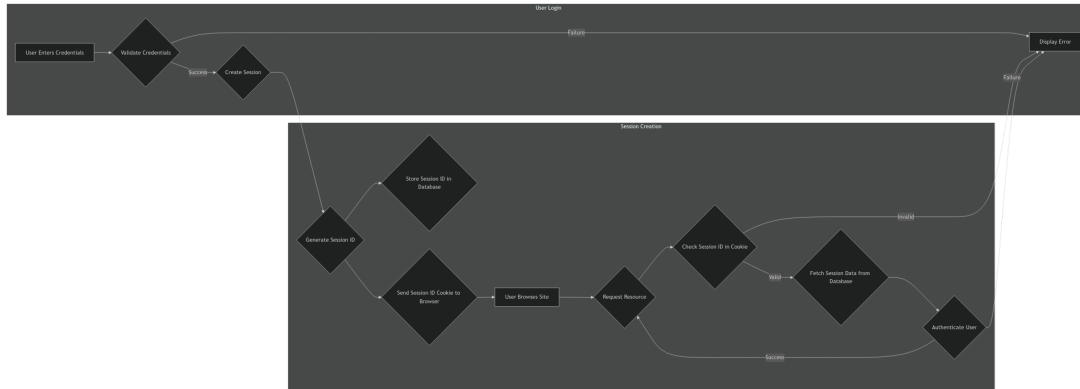 User Login
Failure
User Enters Credentials
Validate Credentials
Display Error
Success
Create Session
Failure
Session Creation
Store Session ID in
Database
Generate Session ID
Invalid
Check Session ID in Cookie
Valid
Fetch Session Data from
Database
Send Session ID Cookie to
Browser
User Browses Site
Request Resource
Authenticate User
Success